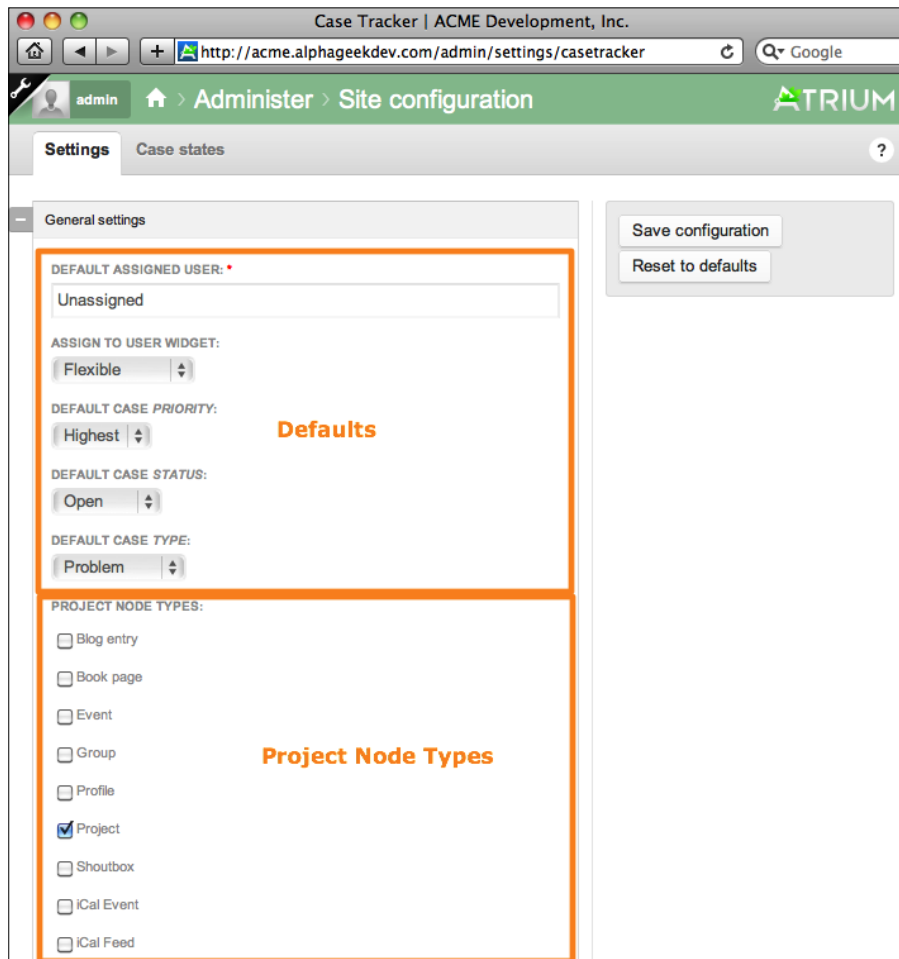 Case Tracker | ACME Development, Inc.
http://acme.alphageekdev.com/admin/settings/casetracker
Google
admin
Administer > Site configuration
ATRIUM
Settings
Case states
?
General settings
Save configuration
Reset to defaults
DEFAULT ASSIGNED USER: *
Unassigned
ASSIGN TO USER WIDGET:
Flexible
DEFAULT CASE PRIORITY:
Highest
Defaults
DEFAULT CASE STATUS:
Open
DEFAULT CASE TYPE:
Problem
PROJECT NODE TYPES:
Blog entry
Book page
Event
Group
Project Node Types
Profile
Project
Shoutbox
iCal Event
iCal Feed